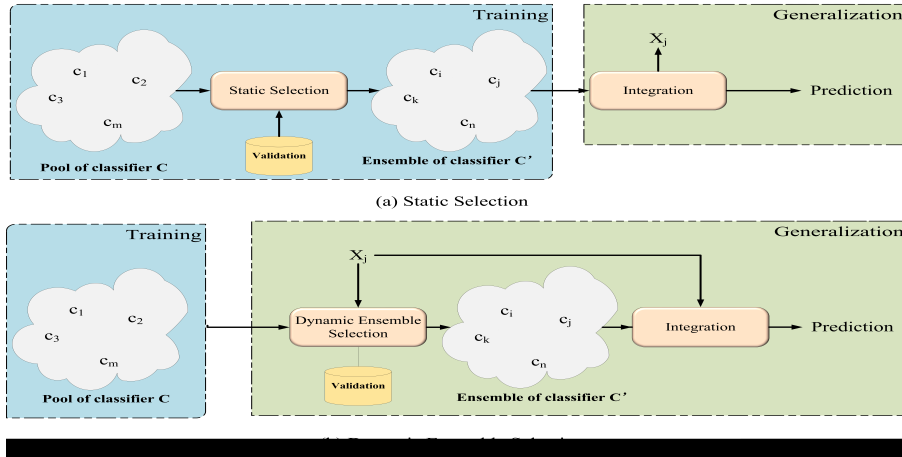 Training
Generalization
c1
c2
c3
cm
Pool of classifier C
Static Selection
Validation
ci
cj
ck
cn
Ensemble of classifier C'
Xj
Integration
Prediction
(a) Static Selection
Training
Generalization
c1
c2
c3
cm
Pool of classifier C
Xj
Dynamic Ensemble
Selection
Validation
ci
cj
ck
cn
Ensemble of classifier C'
Integration
Prediction